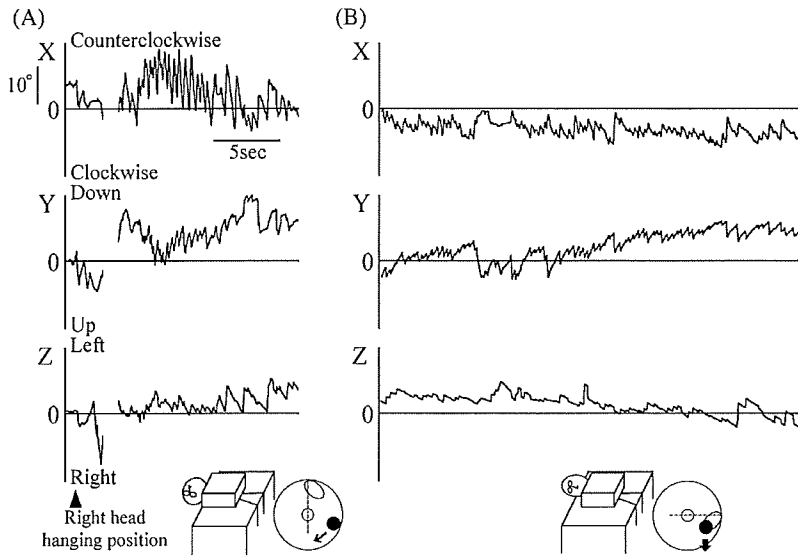 (A)
(B)
X
Counterclockwise
X
10°
0
0
5sec
Clockwise
Down
Y
Y
0
0
Up
Left
Z
Z
0
0
Right
Right head
hanging position